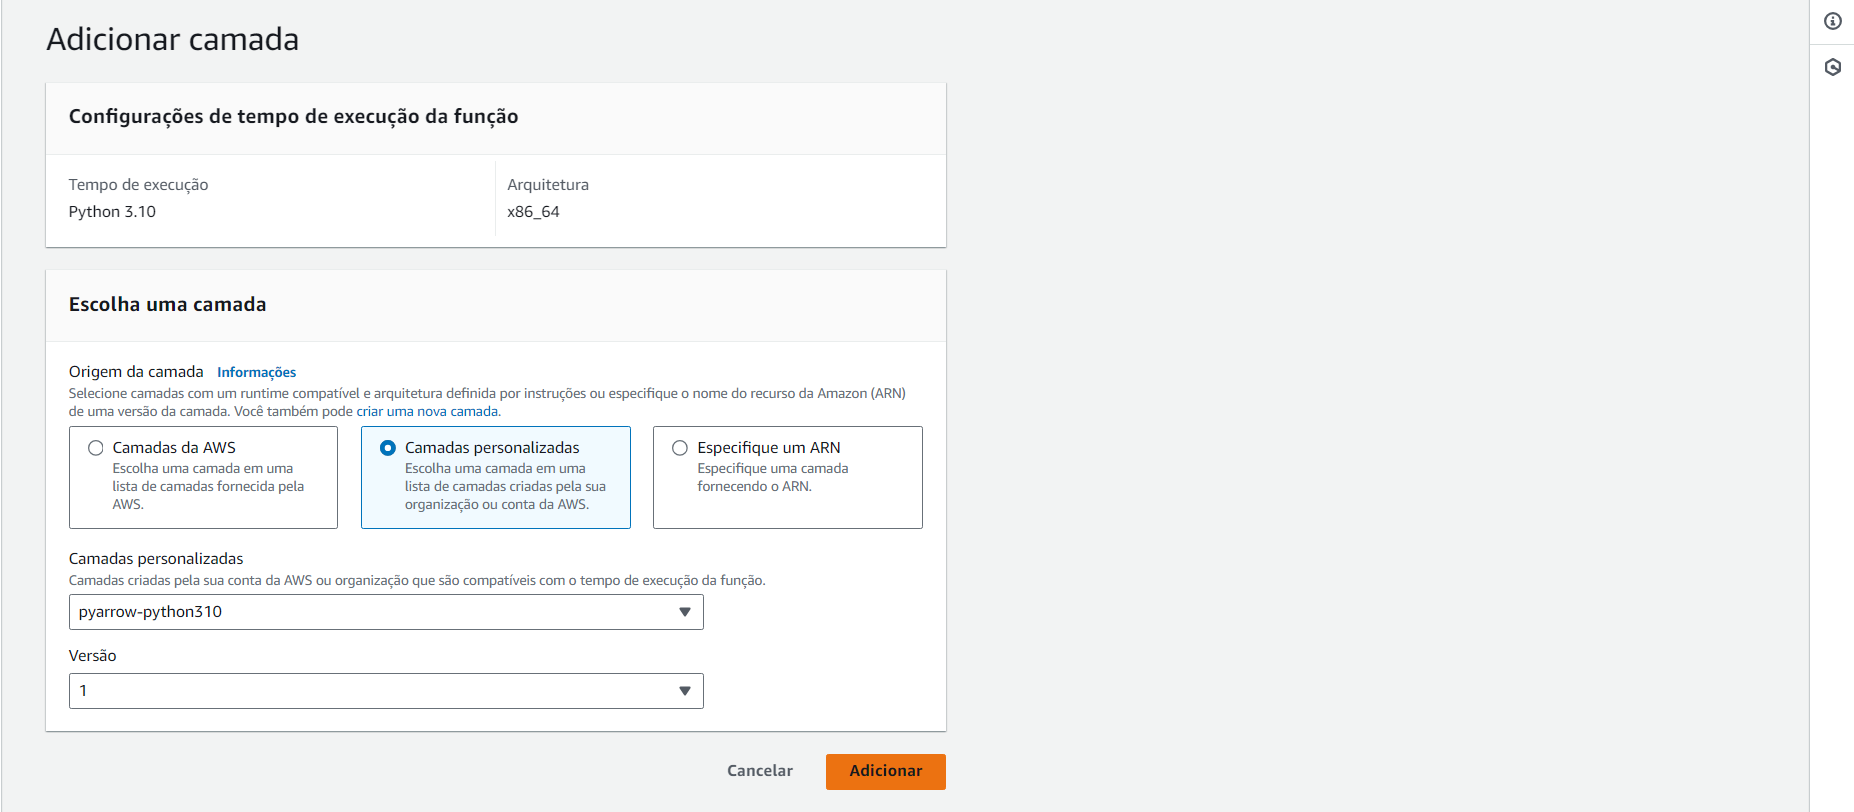 Adicionar camada
Configurações de tempo de execução da função
Tempo de execução
Python 3.10
Arquitetura
x86_64
Escolha uma camada
Origem da camada Informações
Selecione camadas com um runtime compatível e arquitetura definida por instruções ou especifique o nome do recurso da Amazon (ARN)
de uma versão da camada. Você também pode criar uma nova camada.
Camadas da AWS
Escolha uma camada em uma
lista de camadas fornecida pela
AWS.
Camadas personalizadas
Escolha uma camada em uma
lista de camadas criadas pela sua
organização ou conta da AWS.
Especifique um ARN
Especifique uma camada
fornecendo o ARN.
Camadas personalizadas
Camadas criadas pela sua conta da AWS ou organização que são compatíveis com o tempo de execução da função.
pyarrow-python310
Versão
1
Cancelar
Adicionar